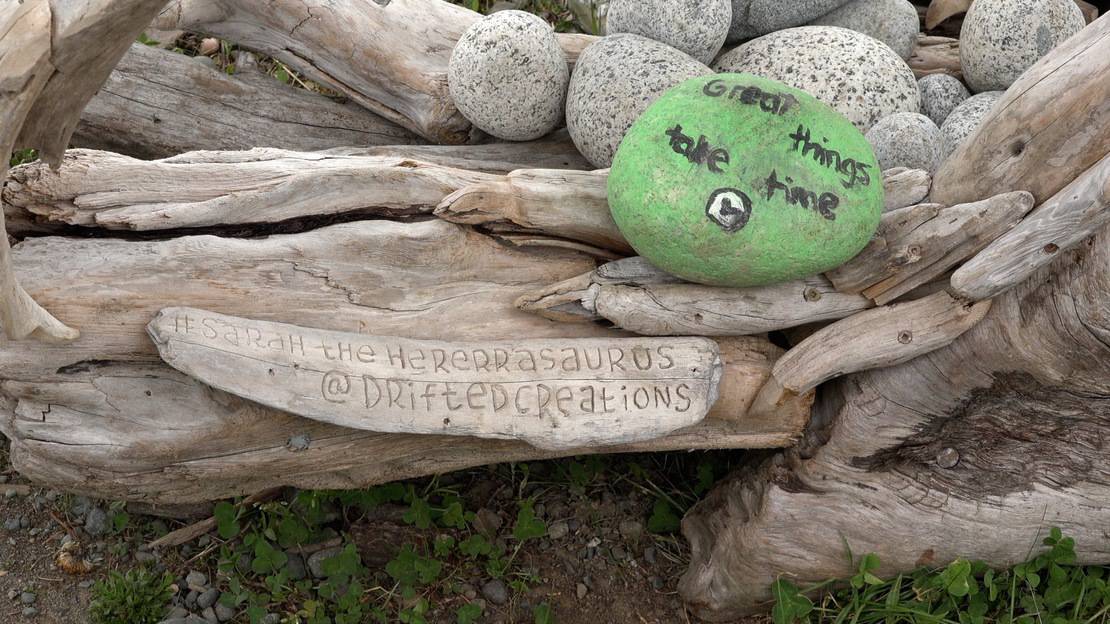 Great
things
take
time
#SARAH tHe HeReRRASAURUS
@DRiftedCReatiONS